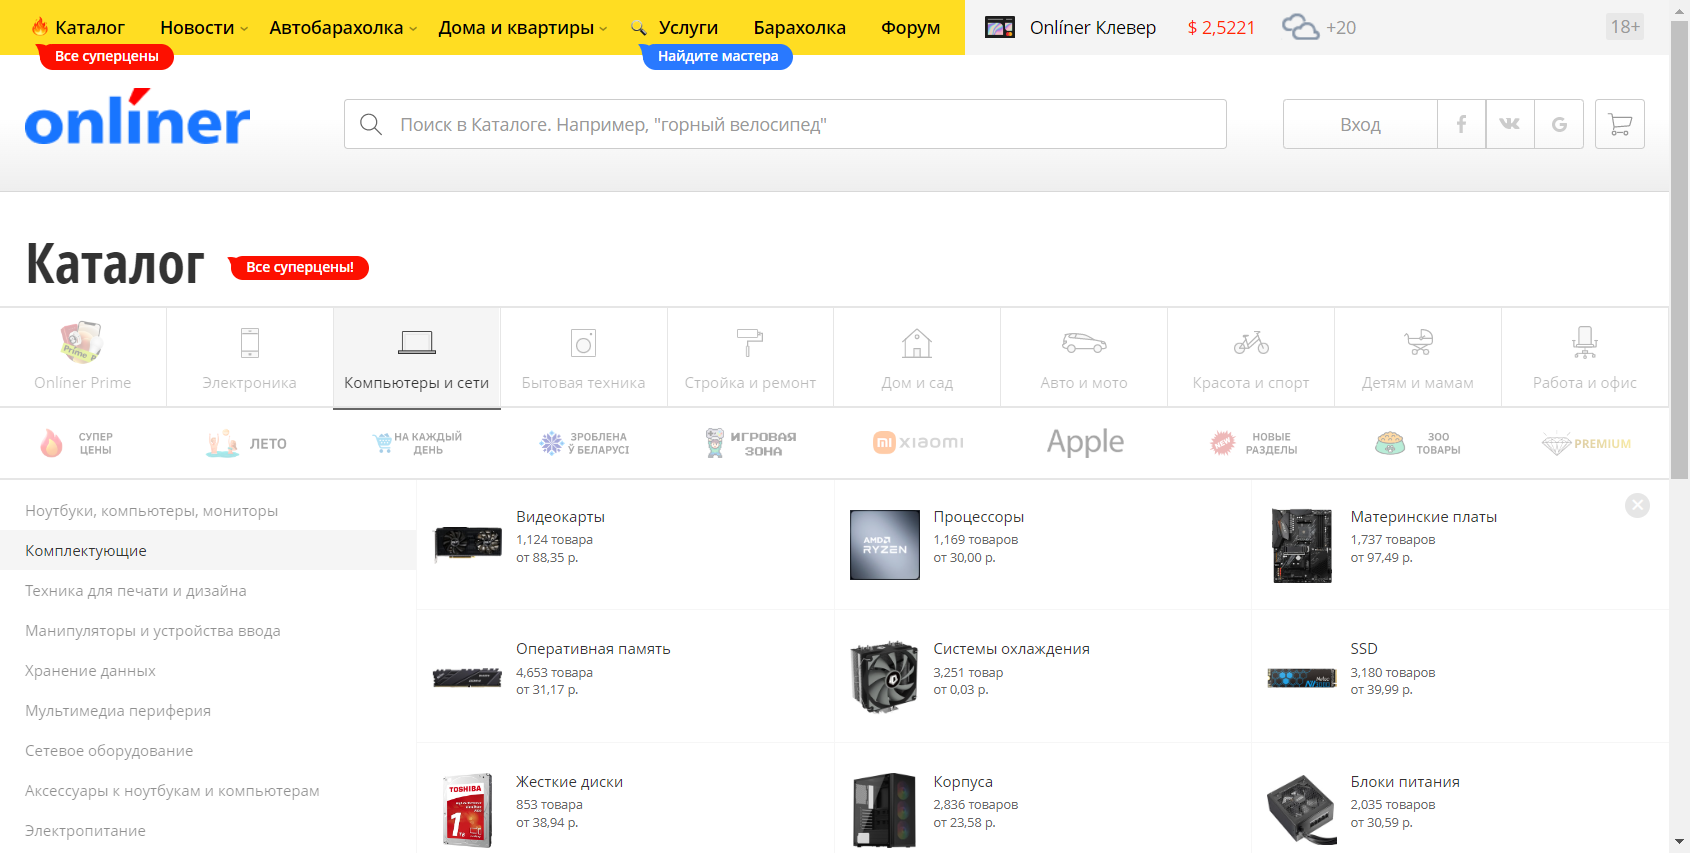 Каталог
Новости
Автобарахолка
Дома и квартиры
Услуги
Барахолка
Форум
Onlíner Клевер
$ 2,5221
+20
18+
Все суперцены
Найдите мастера
onlíner
Поиск в Каталоге. Например, "горный велосипед"
Вход
Каталог
Все суперцены!
Onlíner Prime
Электроника
Компьютеры и сети
Бытовая техника
Стройка и ремонт
Дом и сад
Авто и мото
Красота и спорт
Детям и мамам
Работа и офис
СУПЕР
ЦЕНЫ
ЛЕТО
НА КАЖДЫЙ
ДЕНЬ
ЗРОБЛЕНА
Ў БЕЛАРУСІ
ИГРОВАЯ
ЗОНА
xiaomi
Apple
NEW
НОВЫЕ
РАЗДЕЛЫ
ЗОО
ТОВАРЫ
PREMIUM
Ноутбуки, компьютеры, мониторы
Комплектующие
Техника для печати и дизайна
Манипуляторы и устройства ввода
Хранение данных
Мультимедиа периферия
Сетевое оборудование
Аксессуары к ноутбукам и компьютерам
Электропитание
Видеокарты
1,124 товара
от 88,35 р.
AMD
RYZEN
Процессоры
1,169 товаров
от 30,00 р.
Материнские платы
1,737 товаров
от 97,49 р.
Оперативная память
4,653 товара
от 31,17 р.
Системы охлаждения
3,251 товар
от 0,03 р.
SSD
3,180 товаров
от 39,99 р.
TOSHIBA
1TB
Жесткие диски
853 товара
от 38,94 р.
Корпуса
2,836 товаров
от 23,58 р.
Блоки питания
2,035 товаров
от 30,59 р.